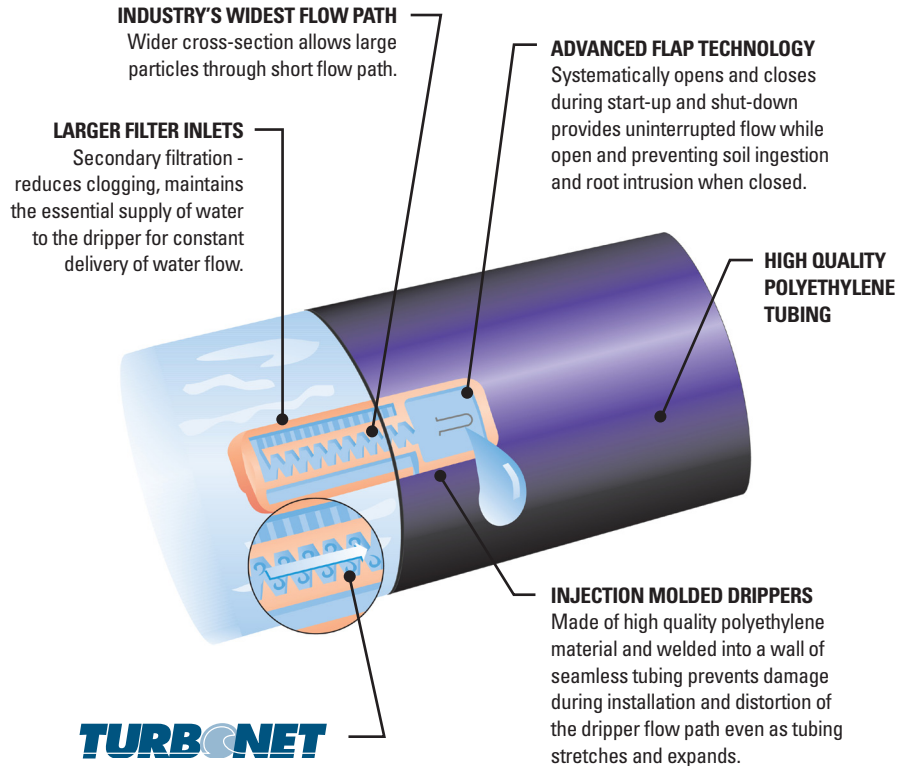 INDUSTRY'S WIDEST FLOW PATH
Wider cross-section allows large
particles through short flow path.
ADVANCED FLAP TECHNOLOGY
Systematically opens and closes
during start-up and shut-down
provides uninterrupted flow while
open and preventing soil ingestion
and root intrusion when closed.
LARGER FILTER INLETS
Secondary filtration -
reduces clogging, maintains
the essential supply of water
to the dripper for constant
delivery of water flow.
HIGH QUALITY
POLYETHYLENE
TUBING
INJECTION MOLDED DRIPPERS
Made of high quality polyethylene
material and welded into a wall of
seamless tubing prevents damage
during installation and distortion of
the dripper flow path even as tubing
stretches and expands.
TURBONET